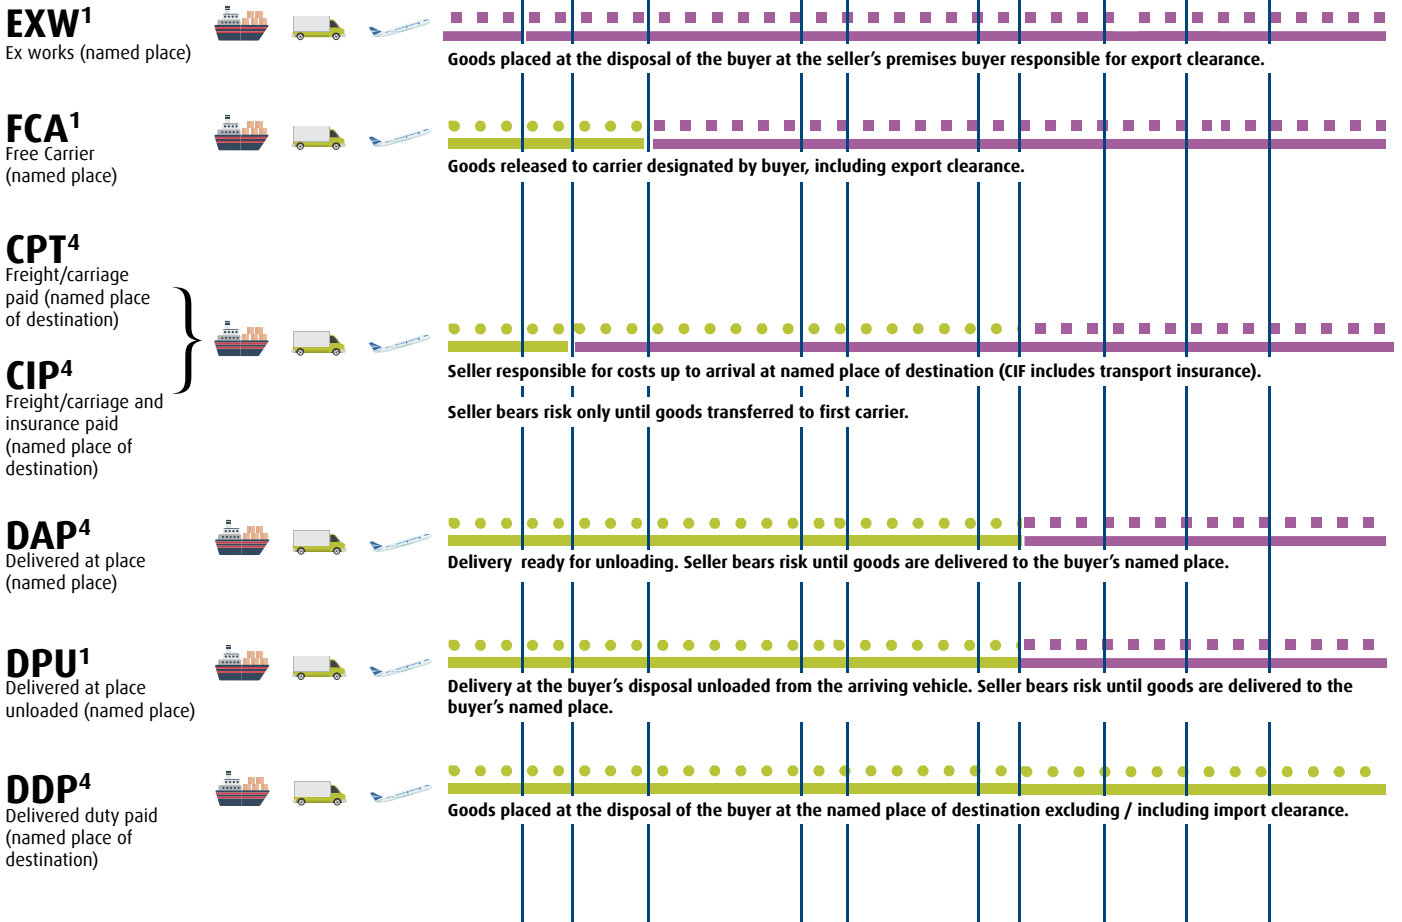 EXW¹
Ex works (named place)
Goods placed at the disposal of the buyer at the seller’s premises buyer responsible for export clearance.
FCA¹
Free Carrier
(named place)
Goods released to carrier designated by buyer, including export clearance.
CPT⁴
Freight/carriage
paid (named place
of destination)
CIP⁴
Freight/carriage and
insurance paid
(named place of
destination)
Seller responsible for costs up to arrival at named place of destination (CIF includes transport insurance).
Seller bears risk only until goods transferred to first carrier.
DAP⁴
Delivered at place
(named place)
Delivery ready for unloading. Seller bears risk until goods are delivered to the buyer’s named place.
DPU¹
Delivered at place
unloaded (named place)
Delivery at the buyer’s disposal unloaded from the arriving vehicle. Seller bears risk until goods are delivered to the
buyer’s named place.
DDP⁴
Delivered duty paid
(named place of
destination)
Goods placed at the disposal of the buyer at the named place of destination excluding / including import clearance.